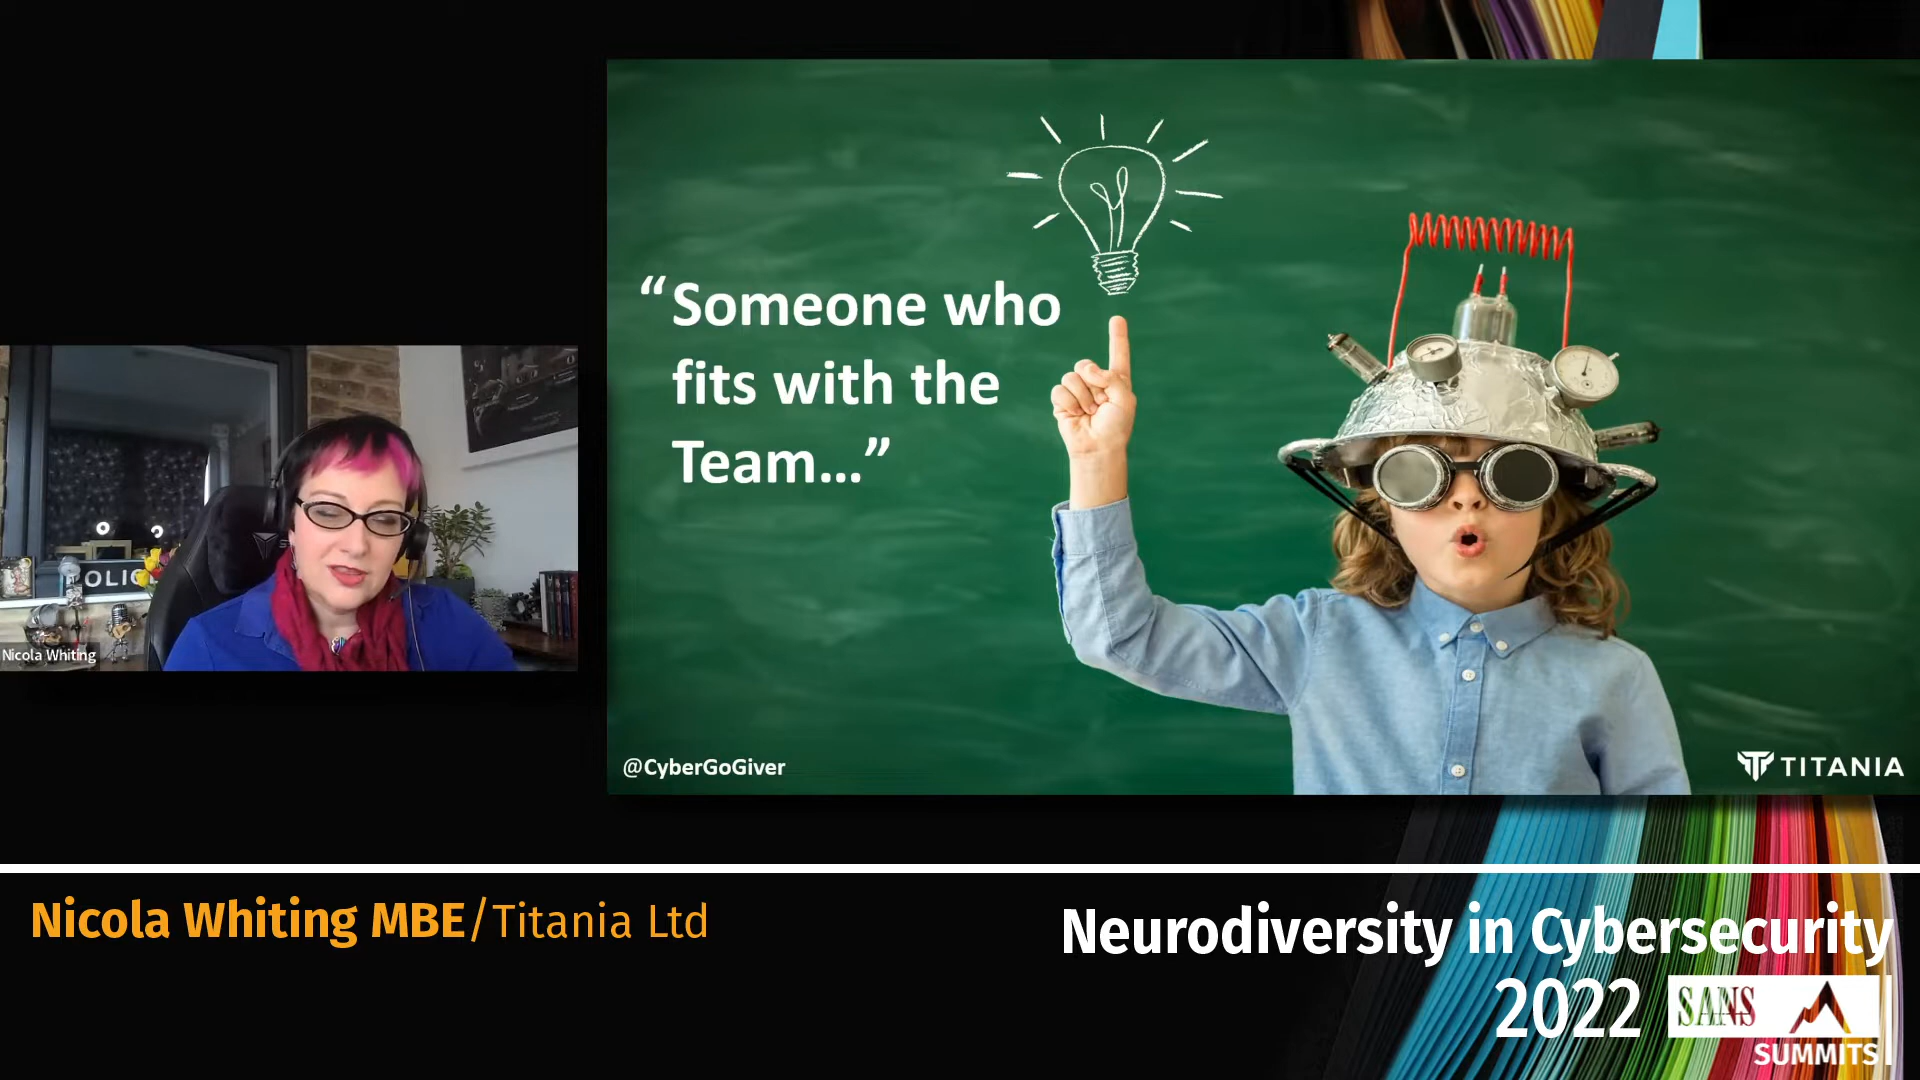 “Someone who
fits with the
Team...”
@CyberGoGiver
TITANIA
POLIC
Nicola Whiting
Nicola Whiting MBE/Titania Ltd
Neurodiversity in Cybersecurity
2022
SANS
SUMMITS